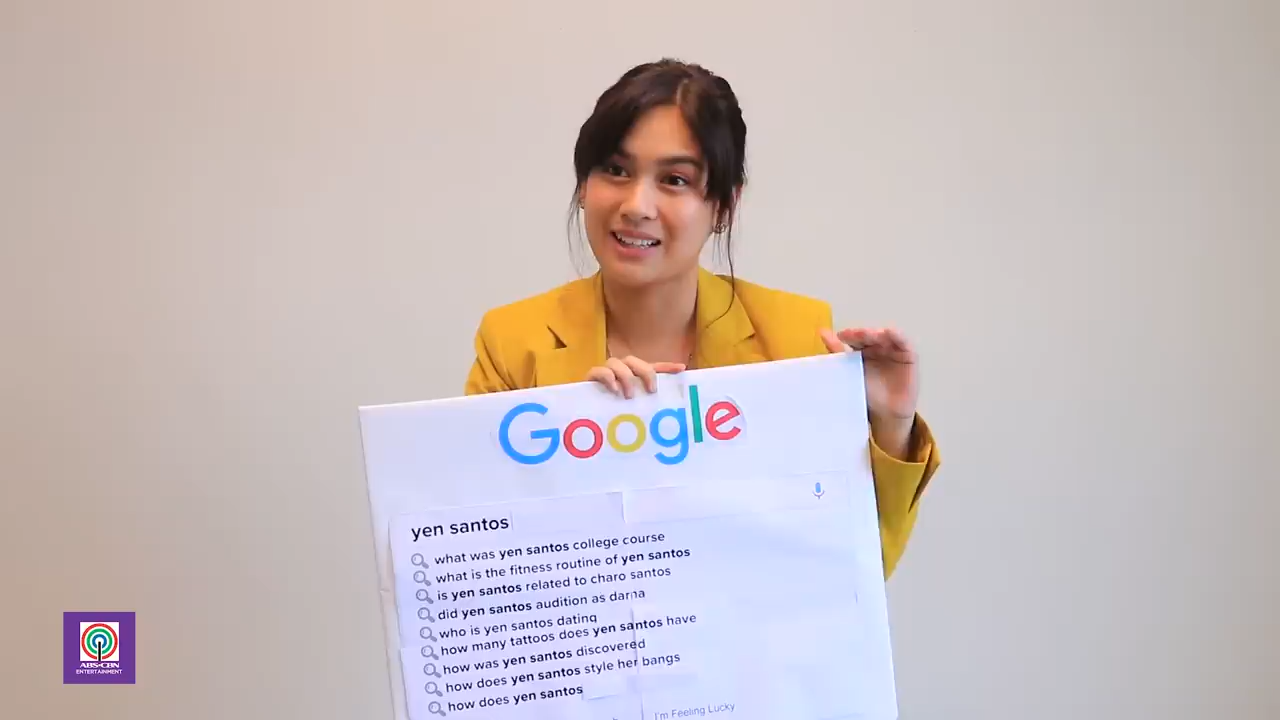 Google
yen santos
what was yen santos college course
what is the fitness routine of yen santos
is yen santos related to charo santos
did yen santos audition as darna
who is yen santos dating
how many tattoos does yen santos have
how was yen santos discovered
how does yen santos style her bangs
how does yen santos
I'm Feeling Lucky
ABS-CBN
ENTERTAINMENT